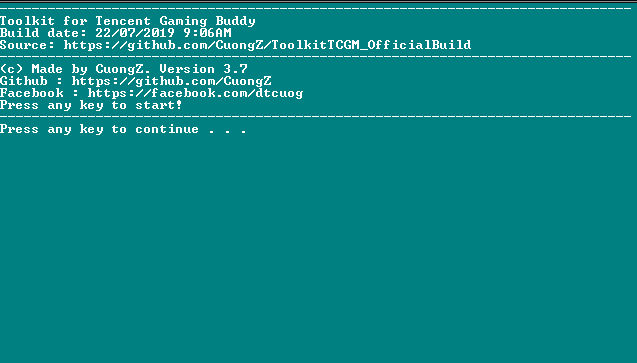 Toolkit for Tencent Gaming Buddy
Build date: 22/07/2019 9:06AM
Source: https://github.com/CuongZ/ToolkitTCGM_OfficialBuild
(c) Made by CuongZ. Version 3.7
Github : https://github.com/CuongZ
Facebook : https://facebook.com/dtcuog
Press any key to start!
Press any key to continue . . .